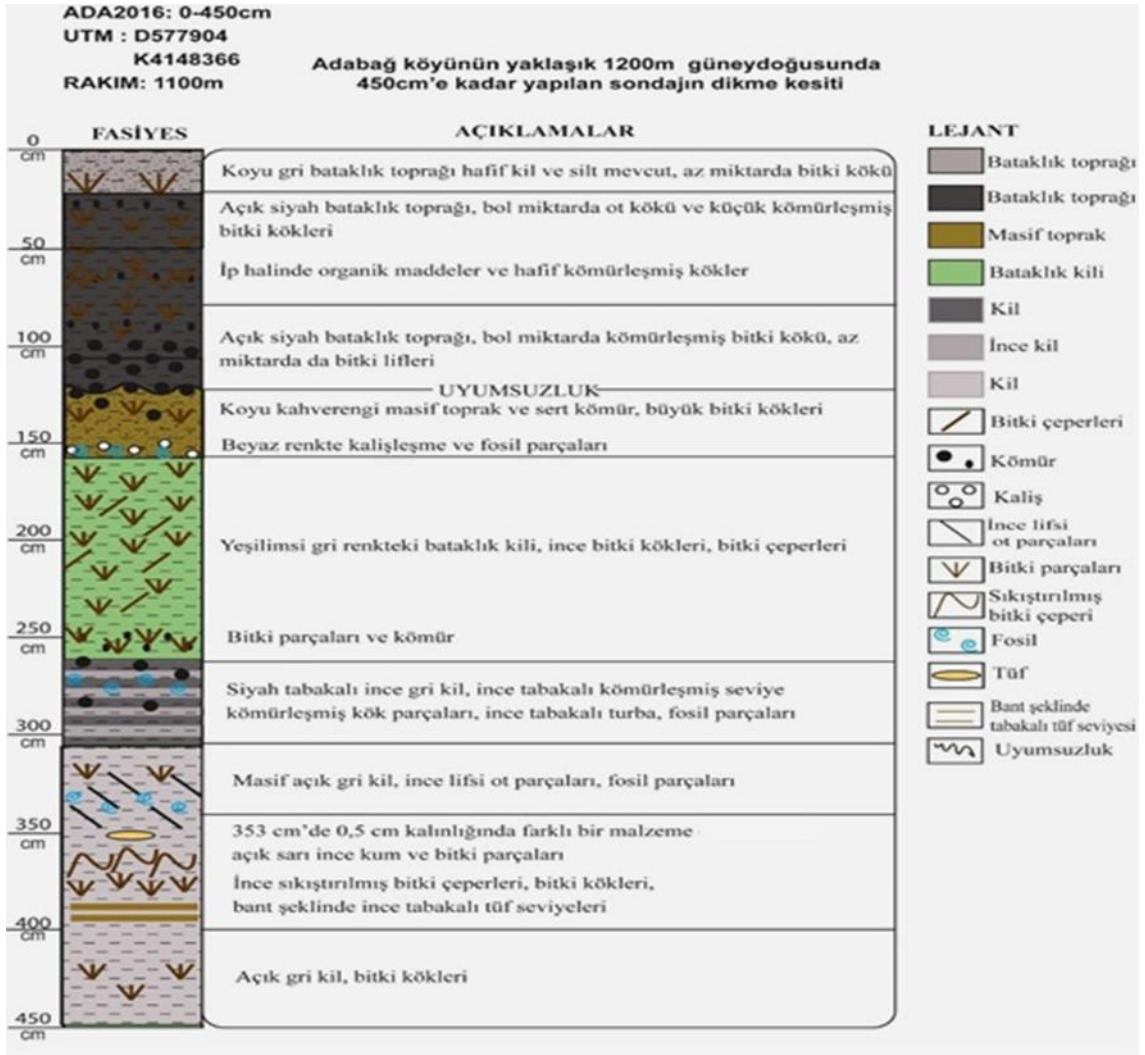 ADA2016: 0-450cm
UTM : D577904
K4148366
RAKIM: 1100m
Adabağ köyünün yaklaşık 1200m güneydoğusunda
450cm'e kadar yapılan sondajın dikme kesiti
FASİYES
AÇIKLAMALAR
LEJANT
0
cm
Koyu gri bataklık toprağı hafif kil ve silt mevcut, az miktarda bitki kökü
Açık siyah bataklık toprağı, bol miktarda ot kökü ve küçük kömürleşmiş
bitki kökleri
50
cm
İp halinde organik maddeler ve hafif kömürleşmiş kökler
100
cm
Açık siyah bataklık toprağı, bol miktarda kömürleşmiş bitki kökü, az
miktarda da bitki lifleri
UYUMSUZLUK
Koyu kahverengi masif toprak ve sert kömür, büyük bitki kökleri
150
cm
Beyaz renkte kalişleşme ve fosil parçaları
200
cm
Yeşilimsi gri renkteki bataklık kili, ince bitki kökleri, bitki çeperleri
250
cm
Bitki parçaları ve kömür
Siyah tabakalı ince gri kil, ince tabakalı kömürleşmiş seviye
kömürleşmiş kök parçaları, ince tabakalı turba, fosil parçaları
300
cm
Masif açık gri kil, ince lifsi ot parçaları, fosil parçaları
350
cm
353 cm'de 0,5 cm kalınlığında farklı bir malzeme
açık sarı ince kum ve bitki parçaları
İnce sıkıştırılmış bitki çeperleri, bitki kökleri,
bant şeklinde ince tabakalı tüf seviyeleri
400
cm
Açık gri kil, bitki kökleri
450
cm
Bataklık toprağı
Bataklık toprağı
Masif toprak
Bataklık kili
Kil
İnce kil
Kil
Bitki çeperleri
Kömür
Kaliş
İnce lifsi
ot parçaları
Bitki parçaları
Sıkıştırılmış
bitki çeperi
Fosil
Tüf
Bant şeklinde
tabakalı tüf seviyesi
Uyumsuzluk